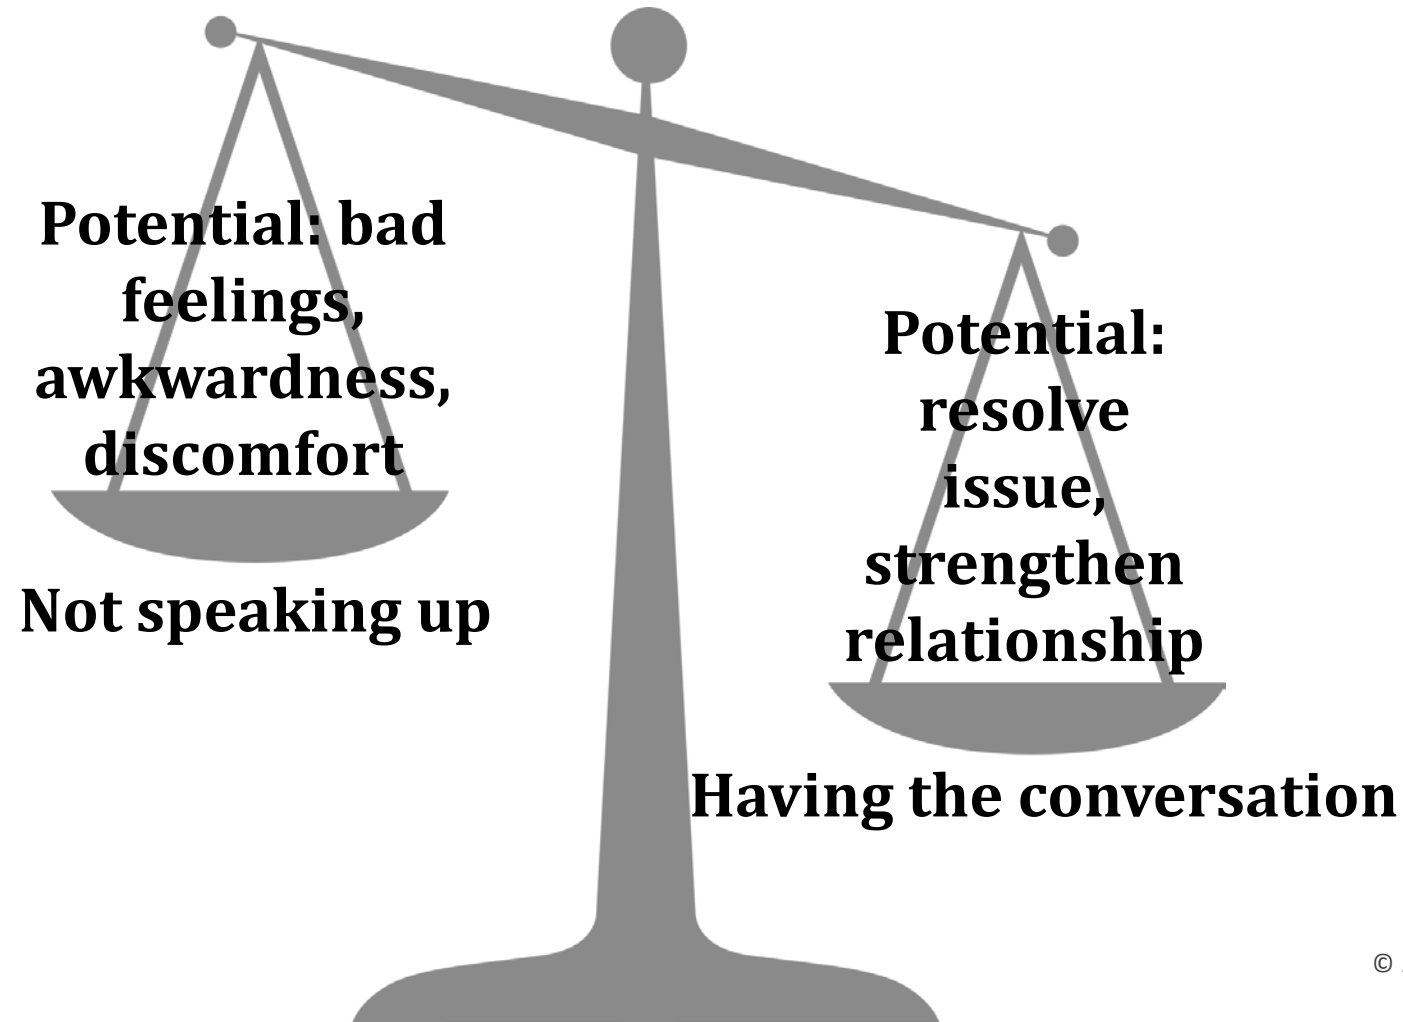 Potential: bad
feelings,
awkwardness,
discomfort
Not speaking up
Potential:
resolve
issue,
strengthen
relationship
Having the conversation
©